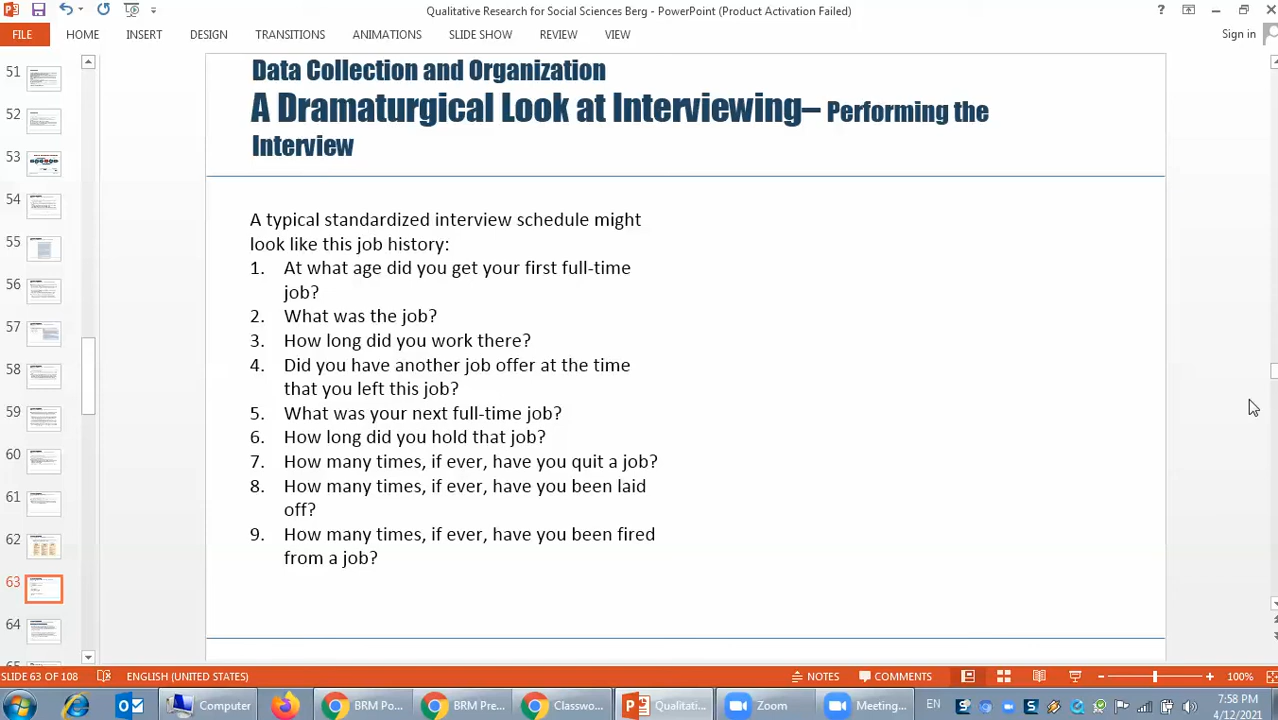 Qualitative Research for Social Sciences Berg - PowerPoint (Product Activation Failed)
FILE HOME INSERT DESIGN TRANSITIONS ANIMATIONS SLIDE SHOW REVIEW VIEW Sign in
51
52
53
54
55
56
57
58
59
60
61
62
63
64
Data Collection and Organization
A Dramaturgical Look at Interviewing– Performing the
Interview
A typical standardized interview schedule might
look like this job history:
1. At what age did you get your first full-time
job?
2. What was the job?
3. How long did you work there?
4. Did you have another job offer at the time
that you left this job?
5. What was your next full-time job?
6. How long did you hold that job?
7. How many times, if ever, have you quit a job?
8. How many times, if ever, have you been laid
off?
9. How many times, if ever, have you been fired
from a job?
SLIDE 63 OF 108 ENGLISH (UNITED STATES) NOTES COMMENTS 100%
Computer BRM Po... BRM Pre... Classwo... Qualitati... Zoom Meeting... EN 7:58 PM
4/12/2021